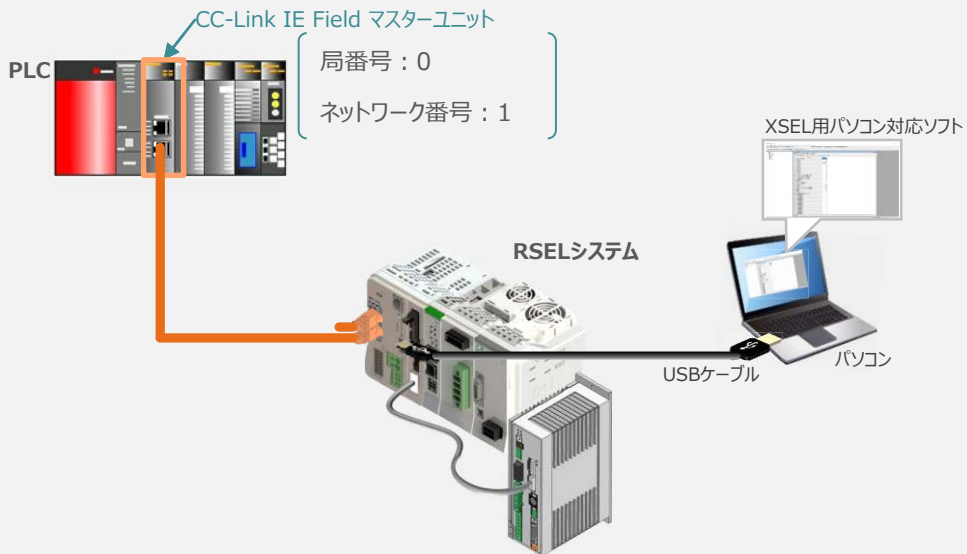 CC-Link IE Field マスターユニット
PLC
局番号：0
ネットワーク番号：1
XSEL用パソコン対応ソフト
RSELシステム
USBケーブル
パソコン